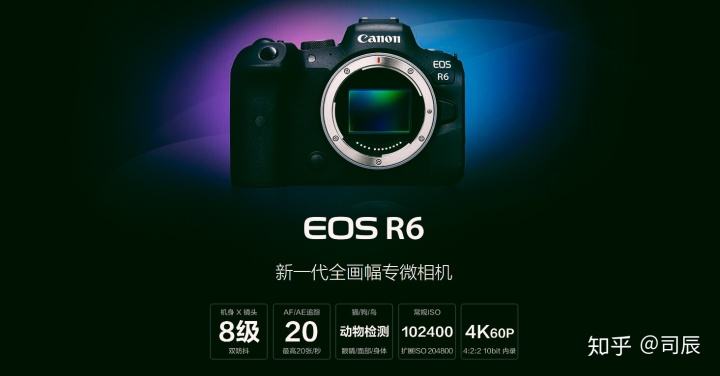 Canon
EOS
R6
EOS R6
新一代全画幅专微相机
机身 X 镜头
8级
双防抖
AF/AE追踪
20
最高20张/秒
猫/狗/鸟
动物检测
眼睛/面部/身体
常规ISO
102400
扩展ISO 204800
4K60P
4:2:2 10bit 内录
知乎 @司辰